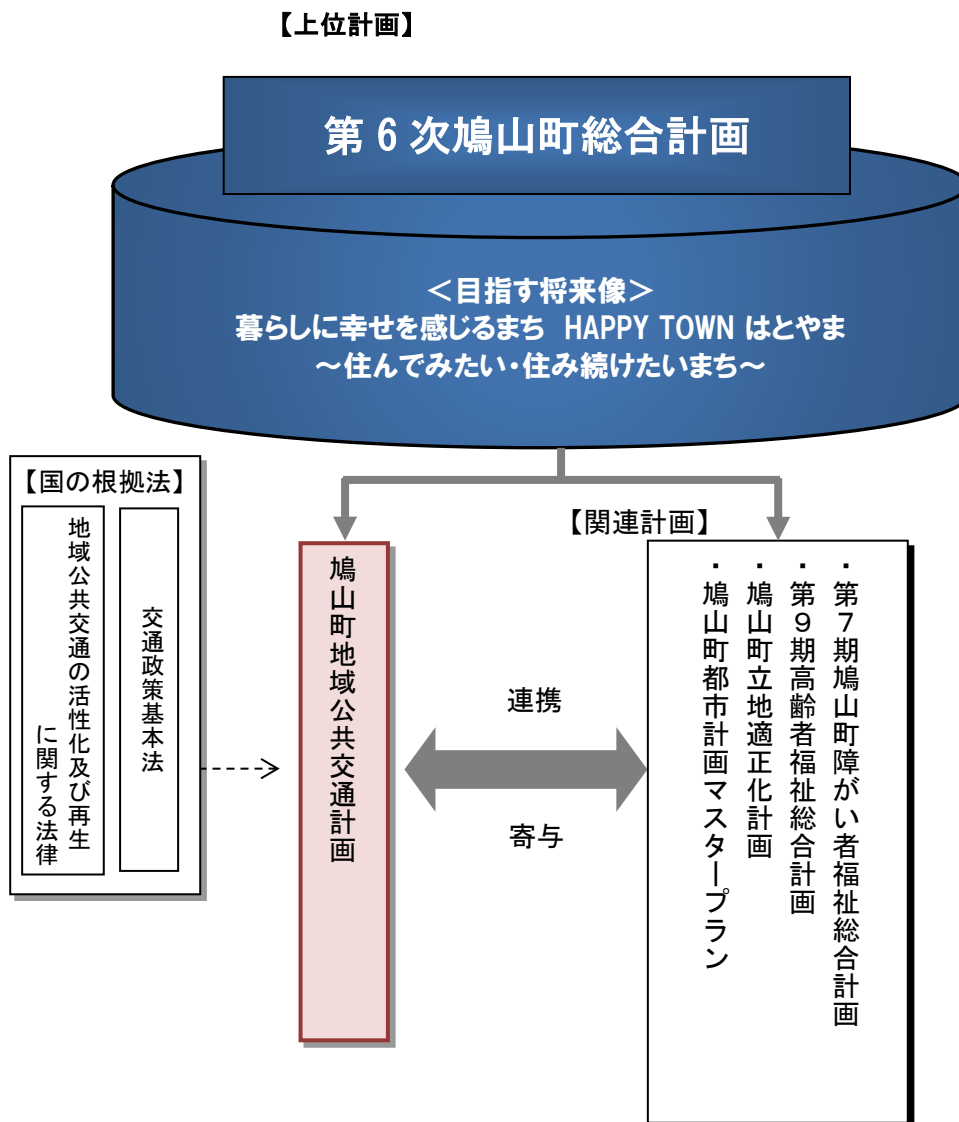 【上位計画】
第6次鳩山町総合計画
＜目指す将来像＞
暮らしに幸せを感じるまち HAPPY TOWN はとやま
～住んでみたい・住み続けたいまち～
【国の根拠法】
交通政策基本法
地域公共交通の活性化及び再生
に関する法律
鳩山町地域公共交通計画
連携
寄与
【関連計画】
・第７期鳩山町障がい者福祉総合計画
・第９期高齢者福祉総合計画
・鳩山町立地適正化計画
・鳩山町都市計画マスタープラン